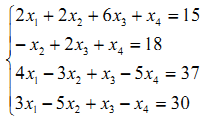 2x₁ + 2x₂ + 6x₃ + x₄ = 15
-x₂ + 2x₃ + x₄ = 18
4x₁ - 3x₂ + x₃ - 5x₄ = 37
3x₁ - 5x₂ + x₃ - x₄ = 30